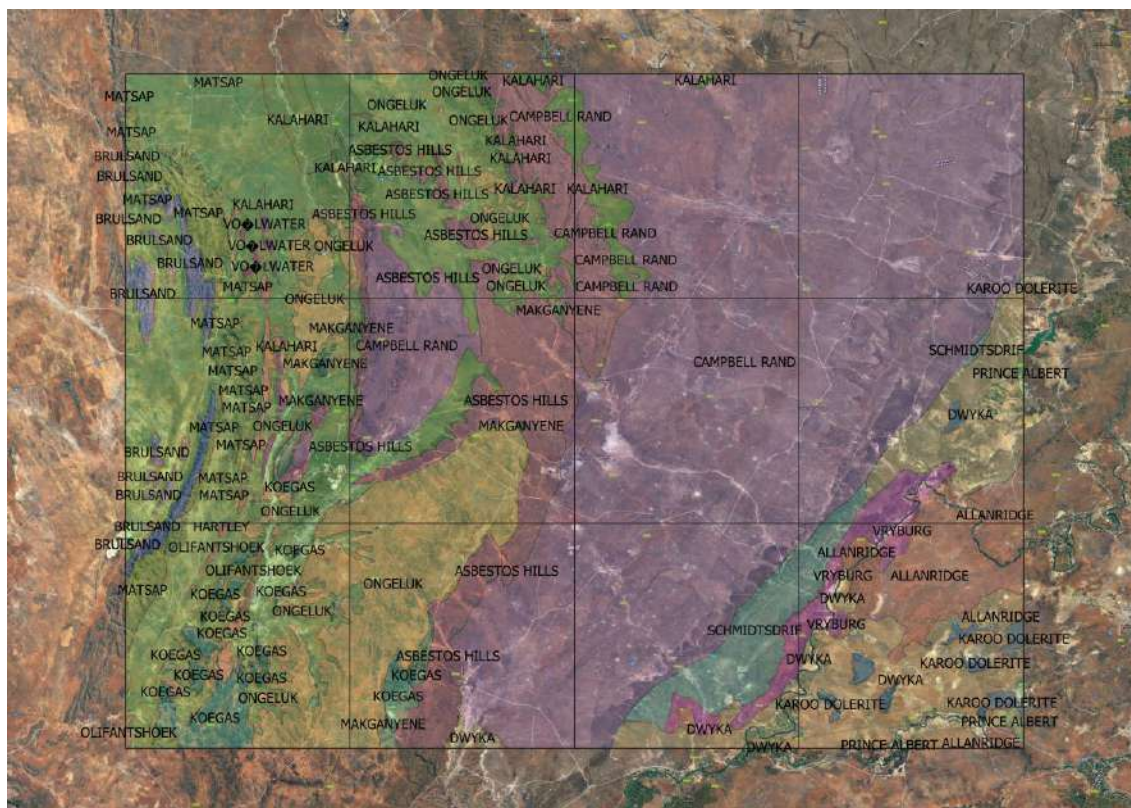 ONGELUK
MATSAP
KALAHARI
KALAHARI
MATSAP
ONGELUK
ONGELUK
KALAHARI
ONGELUK
CAMPBELL RAND
MATSAP
KALAHARI
KALAHARI
ASBESTOS HILLS
KALAHARI
BRULSAND
KALAHARI
ASBESTOS HILLS
BRULSAND
KALAHARI
KALAHARI
ASBESTOS HILLS
MATSAP
KALAHARI
MATSAP
ASBESTOS HILLS
BRULSAND
VO�LWATER
ONGELUK
CAMPBELL RAND
ASBESTOS HILLS
BRULSAND
VO�LWATER
ONGELUK
BRULSAND
VO�LWATER
CAMPBELL RAND
ONGELUK
ASBESTOS HILLS
MATSAP
ONGELUK
CAMPBELL RAND
KAROO DOLERITE
BRULSAND
ONGELUK
MAKGANYENE
MATSAP
MAKGANYENE
KALAHARI
CAMPBELL RAND
SCHMIDTSDRIF
MATSAP
MAKGANYENE
CAMPBELL RAND
MATSAP
PRINCE ALBERT
MATSAP
MAKGANYENE
ASBESTOS HILLS
MATSAP
DWYKA
MATSAP
ONGELUK
MAKGANYENE
MATSAP
ASBESTOS HILLS
BRULSAND
BRULSAND
MATSAP
KOEGAS
BRULSAND
MATSAP
ONGELUK
ALLANRIDGE
BRULSAND
HARTLEY
VRYBURG
BRULSAND
OLIFANTSHOEK
KOEGAS
ALLANRIDGE
OLIFANTSHOEK
ASBESTOS HILLS
VRYBURG
ALLANRIDGE
MATSAP
KOEGAS
KOEGAS
ONGELUK
DWYKA
KOEGAS
ONGELUK
ALLANRIDGE
KOEGAS
SCHMIDTSDRIF
VRYBURG
KAROO DOLERITE
KOEGAS
ASBESTOS HILLS
DWYKA
KAROO DOLERITE
KOEGAS
KOEGAS
KOEGAS
DWYKA
KOEGAS
ONGELUK
KOEGAS
KAROO DOLERITE
KAROO DOLERITE
KOEGAS
MAKGANYENE
PRINCE ALBERT
OLIFANTSHOEK
DWYKA
DWYKA
DWYKA
PRINCE ALBERT
ALLANRIDGE